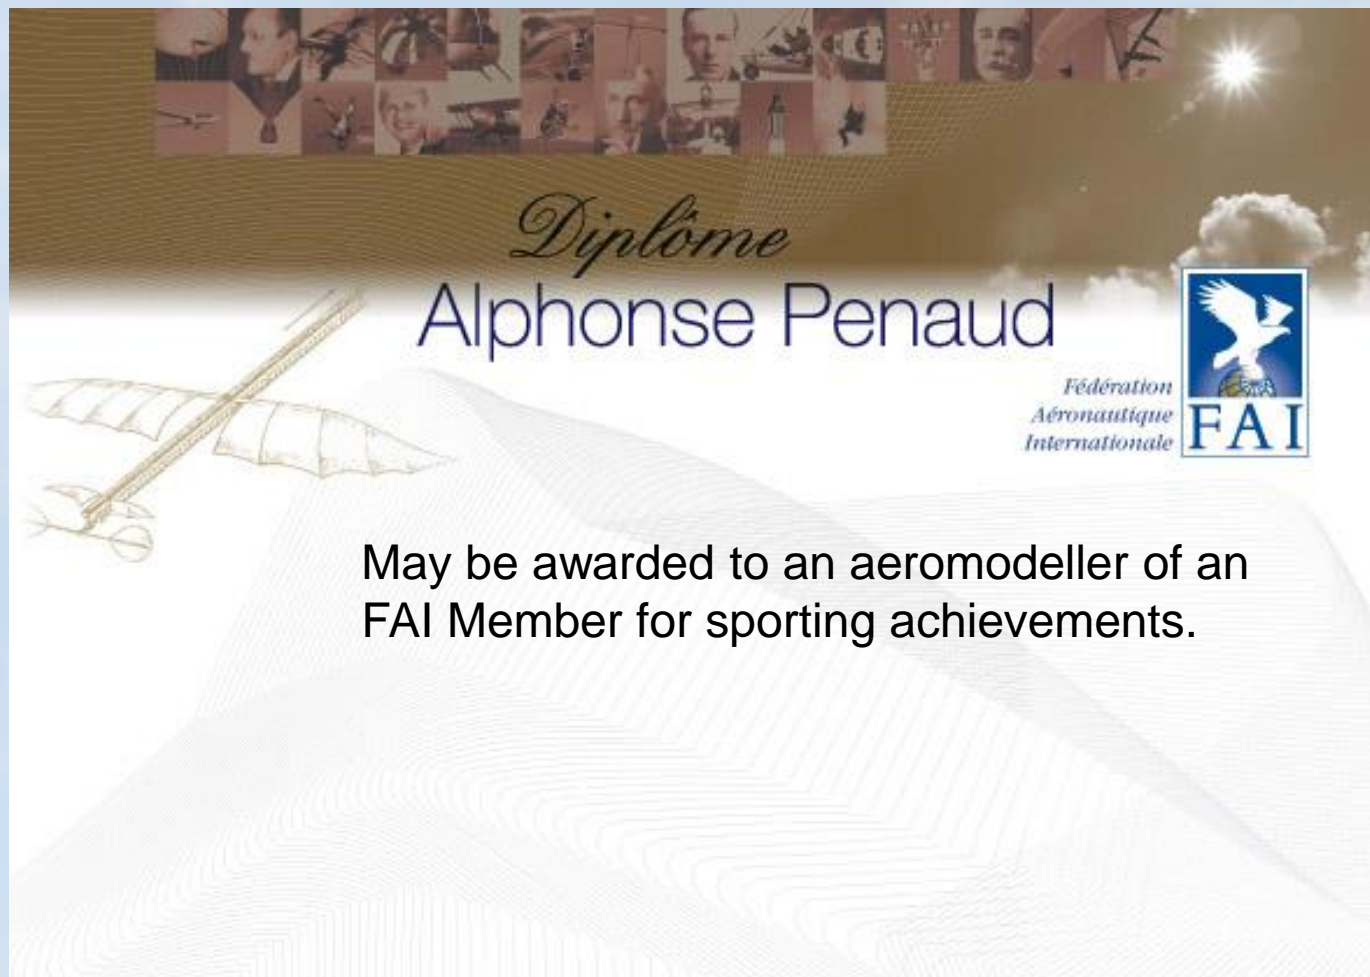 Diplôme
Alphonse Penaud
Fédération
Aéronautique
Internationale
FAI
May be awarded to an aeromodeller of an
FAI Member for sporting achievements.